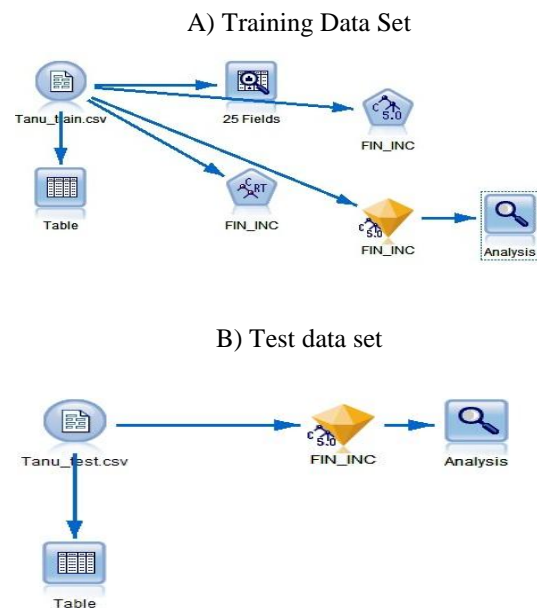 A) Training Data Set
Tanu_train.csv
25 Fields
C 5.0
FIN_INC
Table
C RT
FIN_INC
C 5.0
FIN_INC
Analysis
B) Test data set
Tanu_test.csv
C 5.0
FIN_INC
Analysis
Table